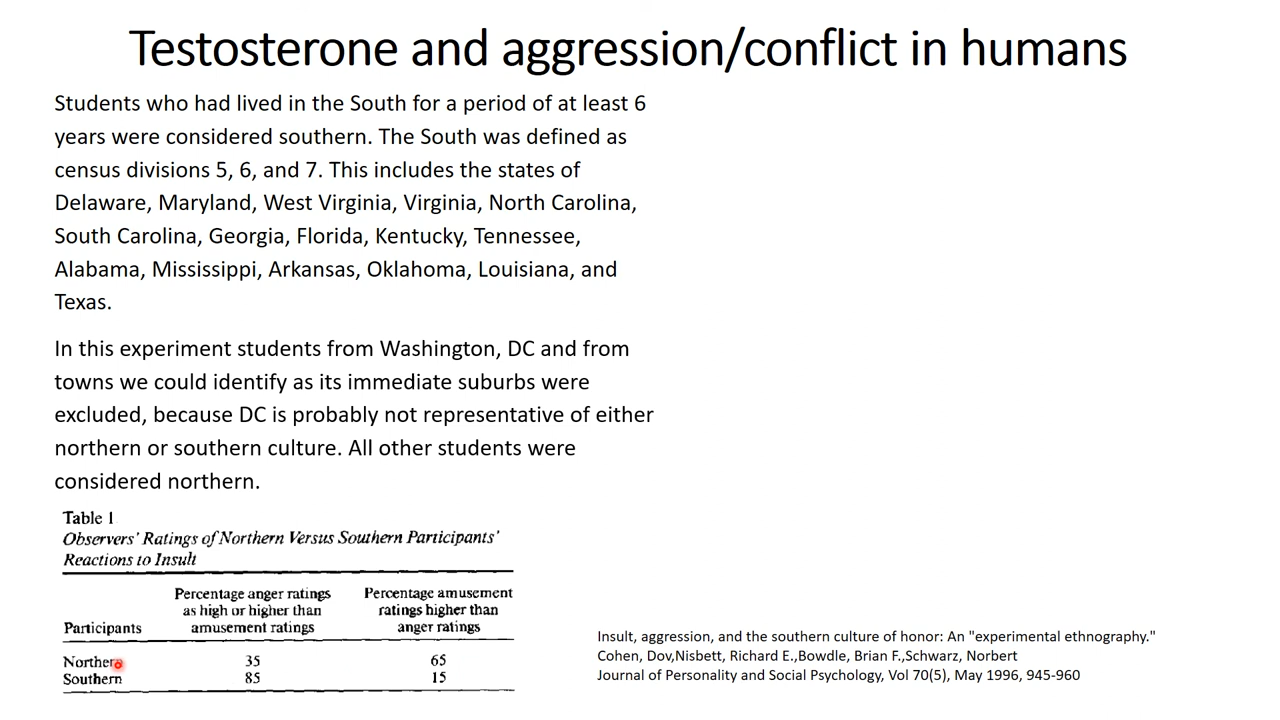 Testosterone and aggression/conflict in humans
Students who had lived in the South for a period of at least 6
years were considered southern. The South was defined as
census divisions 5, 6, and 7. This includes the states of
Delaware, Maryland, West Virginia, Virginia, North Carolina,
South Carolina, Georgia, Florida, Kentucky, Tennessee,
Alabama, Mississippi, Arkansas, Oklahoma, Louisiana, and
Texas.
In this experiment students from Washington, DC and from
towns we could identify as its immediate suburbs were
excluded, because DC is probably not representative of either
northern or southern culture. All other students were
considered northern.
Table 1
Observers' Ratings of Northern Versus Southern Participants'
Reactions to Insult
Participants
Percentage anger ratings
as high or higher than
amusement ratings
Percentage amusement
ratings higher than
anger ratings
Northern 35 65
Southern 85 15
Insult, aggression, and the southern culture of honor: An "experimental ethnography."
Cohen, Dov,Nisbett, Richard E.,Bowdle, Brian F.,Schwarz, Norbert
Journal of Personality and Social Psychology, Vol 70(5), May 1996, 945-960